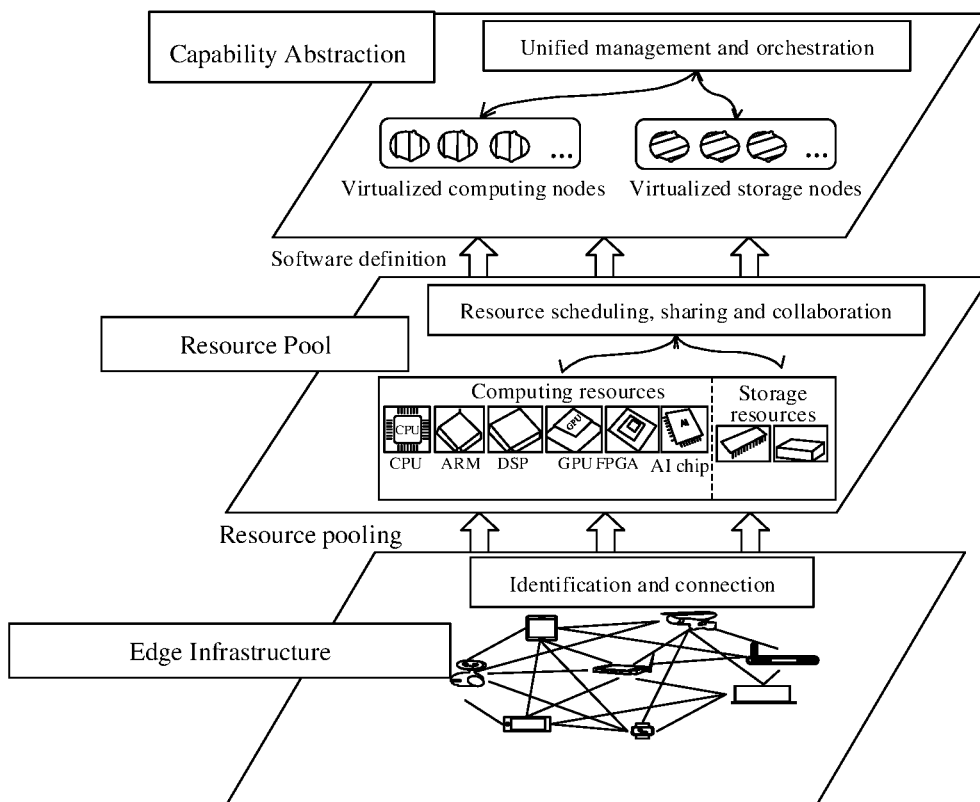 Capability Abstraction
Unified management and orchestration
...
...
Virtualized computing nodes
Virtualized storage nodes
Software definition
Resource scheduling, sharing and collaboration
Resource Pool
Computing resources
Storage
resources
CPU
GPU
AI
CPU
ARM
DSP
GPU
FPGA
AI chip
Resource pooling
Identification and connection
Edge Infrastructure